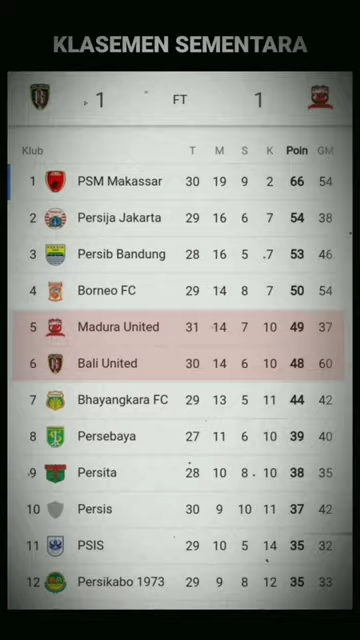 KLASEMEN SEMENTARA
1 FT 1
Klub T M S K Poin GM
1 PSM Makassar 30 19 9 2 66 54
2 Persija Jakarta 29 16 6 7 54 38
3 Persib Bandung 28 16 5 7 53 46
4 Borneo FC 29 14 8 7 50 54
5 Madura United 31 14 7 10 49 37
6 Bali United 30 14 6 10 48 60
7 Bhayangkara FC 29 13 5 11 44 42
8 Persebaya 27 11 6 10 39 40
9 Persita 28 10 8 10 38 35
10 Persis 30 9 10 11 37 42
11 PSIS 29 10 5 14 35 32
12 Persikabo 1973 29 9 8 12 35 33